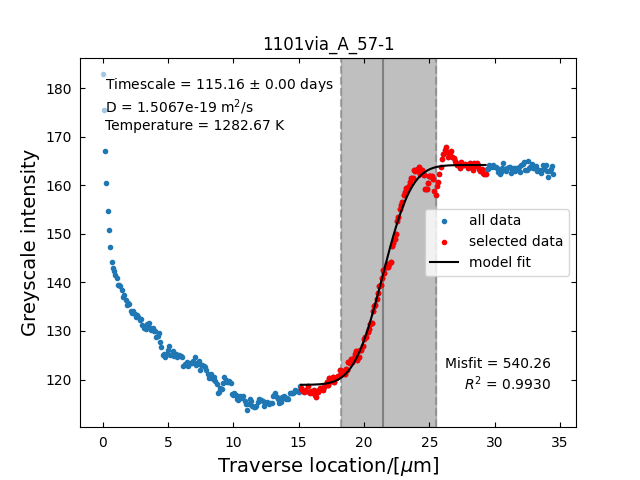 1101via_A_57-1
Timescale = 115.16 ± 0.00 days
D = 1.5067e-19 m²/s
Temperature = 1282.67 K
all data
selected data
model fit
Misfit = 540.26
R² = 0.9930
Greyscale intensity
180
170
160
150
140
130
120
0 5 10 15 20 25 30 35
Traverse location/[μm]